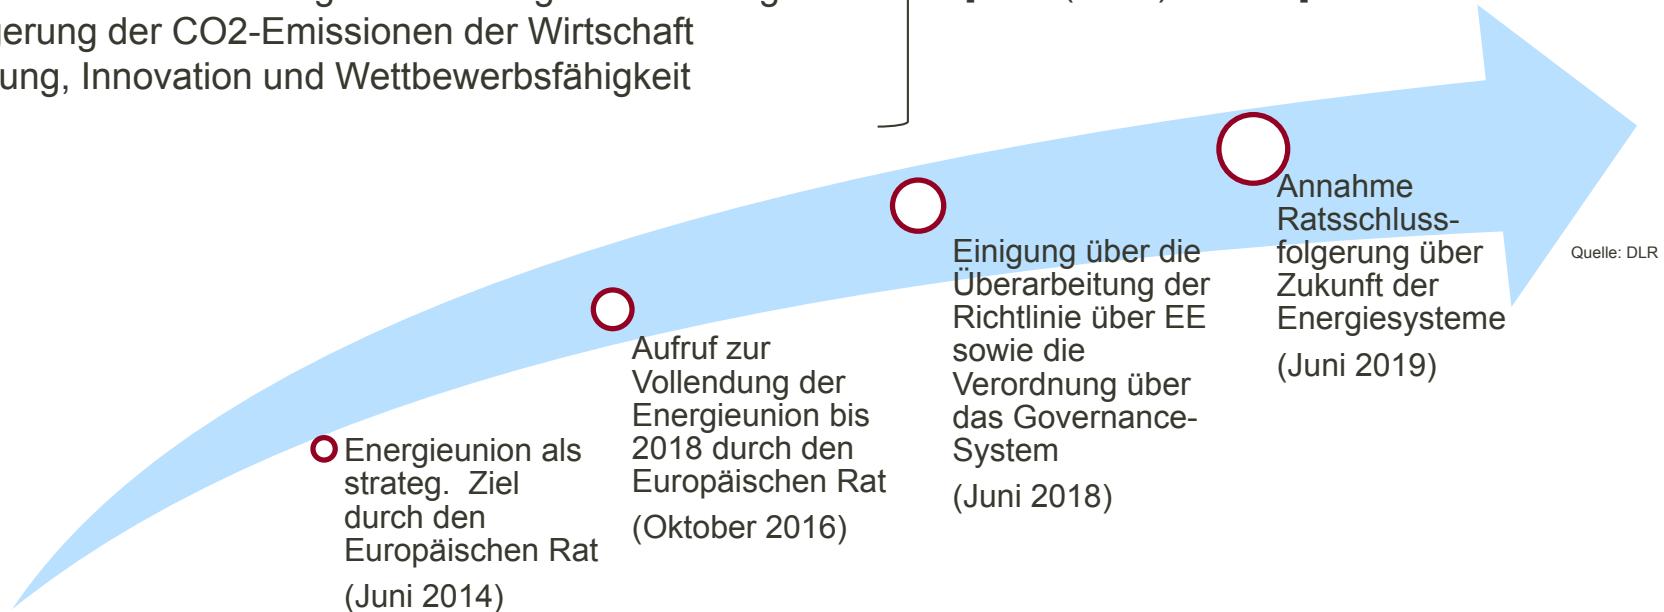 gerung der CO2-Emissionen der Wirtschaft
ung, Innovation und Wettbewerbsfähigkeit
Energieunion als
strateg.  Ziel
durch den
Europäischen Rat
(Juni 2014)
Aufruf zur
Vollendung der
Energieunion bis
2018 durch den
Europäischen Rat
(Oktober 2016)
Einigung über die
Überarbeitung der
Richtlinie über EE
sowie die
Verordnung über
das Governance-
System
(Juni 2018)
Annahme
Ratsschluss-
folgerung über
Zukunft der
Energiesysteme
(Juni 2019)
Quelle: DLR